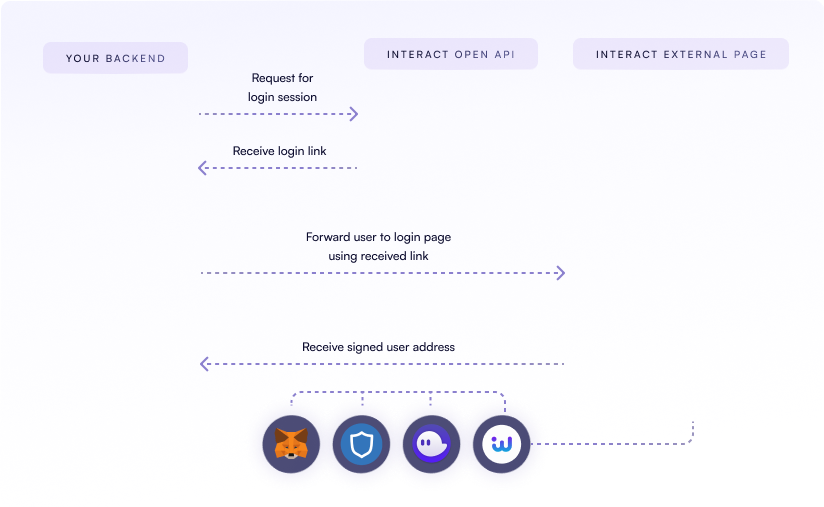 YOUR BACKEND
INTERACT OPEN API
INTERACT EXTERNAL PAGE
Request for
login session
Receive login link
Forward user to login page
using received link
Receive signed user address